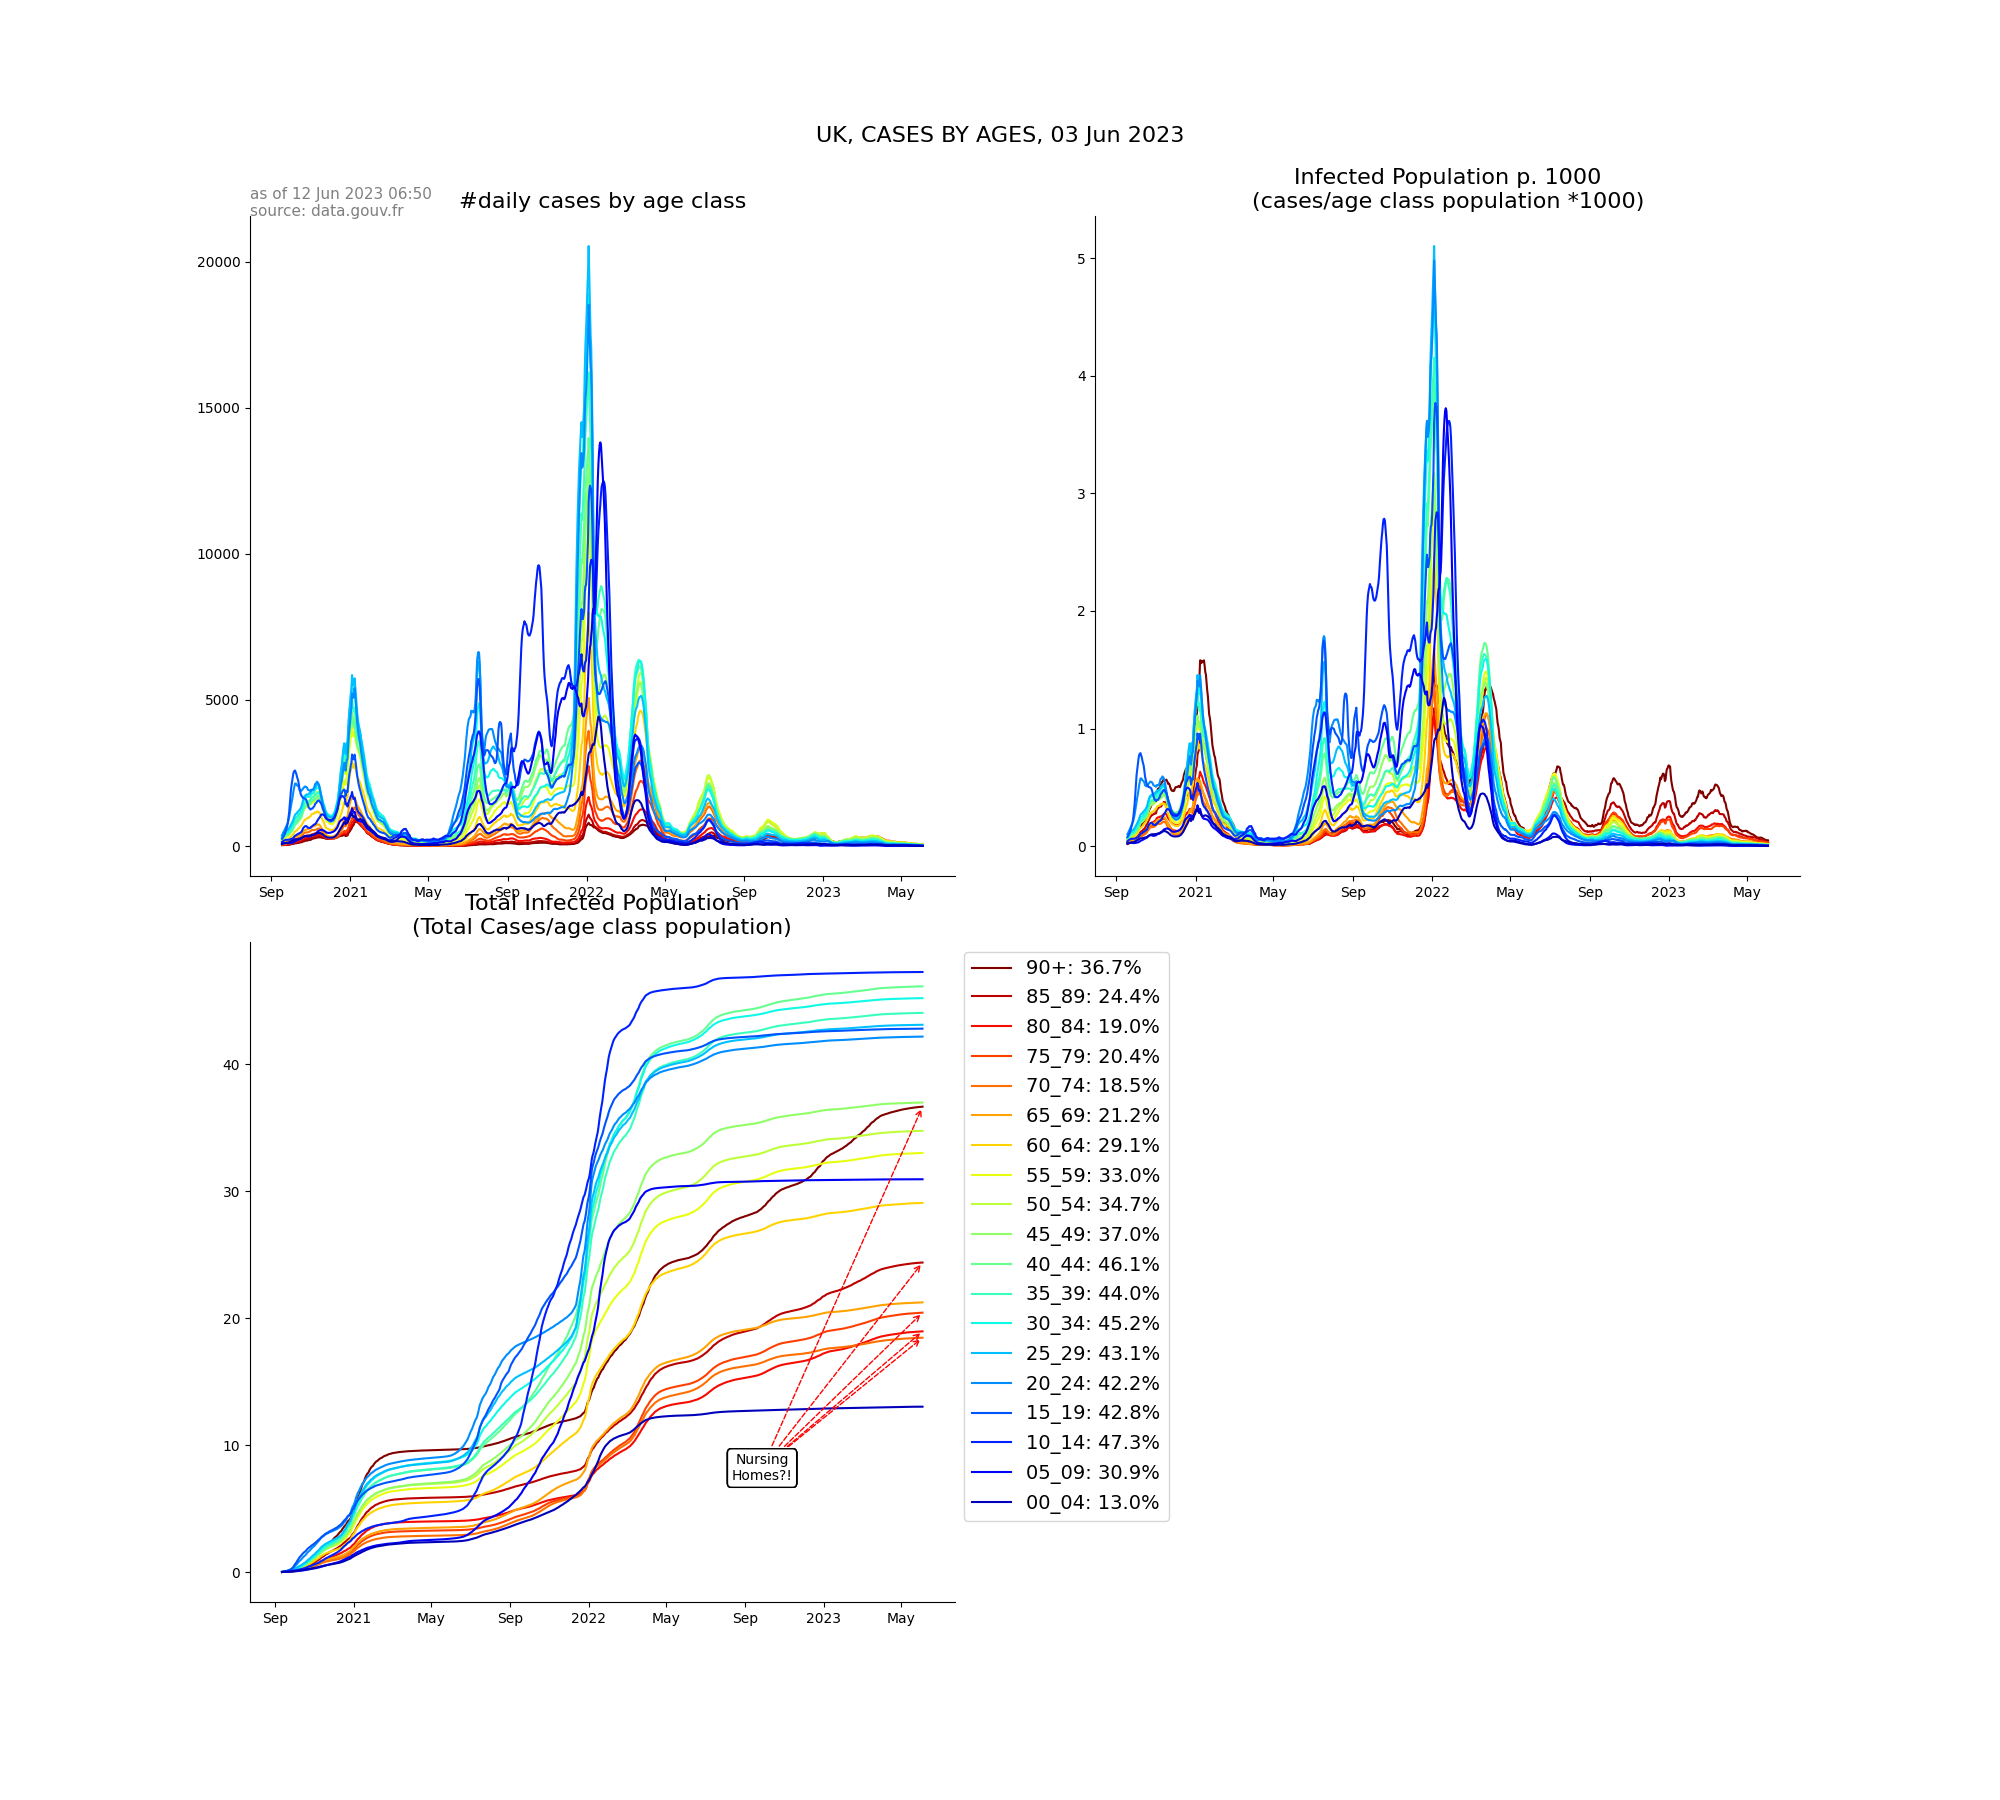 UK, CASES BY AGES, 03 Jun 2023
as of 12 Jun 2023 06:50
source: data.gouv.fr
#daily cases by age class
20000
15000
10000
5000
0
Sep 2021 May Sep 2022 May Sep 2023 May
Infected Population p. 1000
(cases/age class population *1000)
5
4
3
2
1
0
Sep 2021 May Sep 2022 May Sep 2023 May
Total Infected Population
(Total Cases/age class population)
40
30
20
10
0
Sep 2021 May Sep 2022 May Sep 2023 May
Nursing
Homes?!
90+: 36.7%
85_89: 24.4%
80_84: 19.0%
75_79: 20.4%
70_74: 18.5%
65_69: 21.2%
60_64: 29.1%
55_59: 33.0%
50_54: 34.7%
45_49: 37.0%
40_44: 46.1%
35_39: 44.0%
30_34: 45.2%
25_29: 43.1%
20_24: 42.2%
15_19: 42.8%
10_14: 47.3%
05_09: 30.9%
00_04: 13.0%